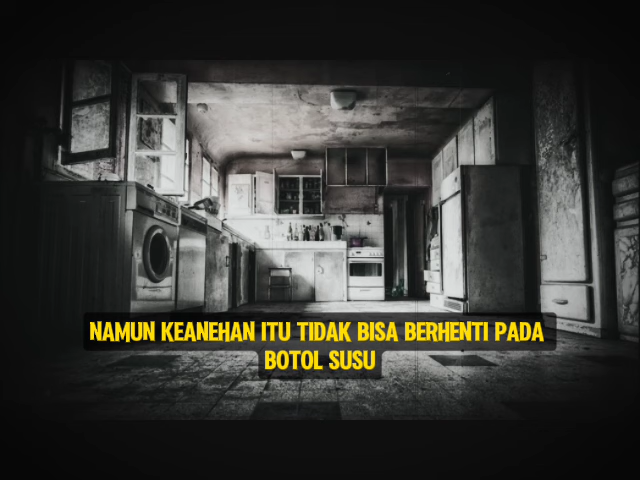 NAMUN KEANEHAN ITU TIDAK BISA BERHENTI PADA
BOTOL SUSU